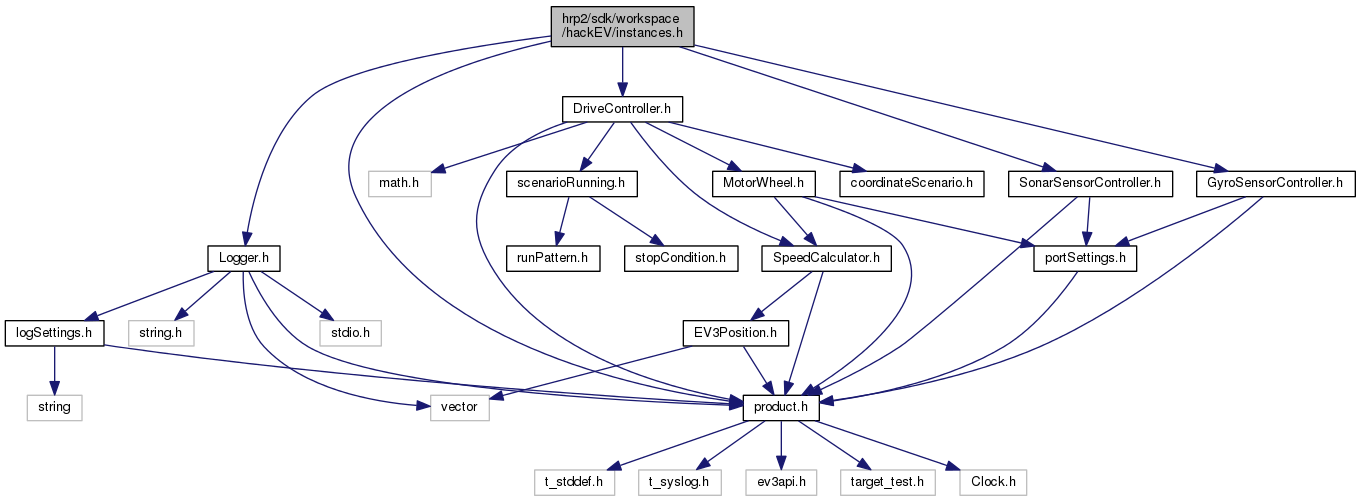 hrp2/sdk/workspace
/hackEV/instances.h
DriveController.h
math.h
scenarioRunning.h
MotorWheel.h
coordinateScenario.h
SonarSensorController.h
GyroSensorController.h
Logger.h
runPattern.h
stopCondition.h
SpeedCalculator.h
portSettings.h
logSettings.h
string.h
stdio.h
EV3Position.h
string
vector
product.h
t_stddef.h
t_syslog.h
ev3api.h
target_test.h
Clock.h